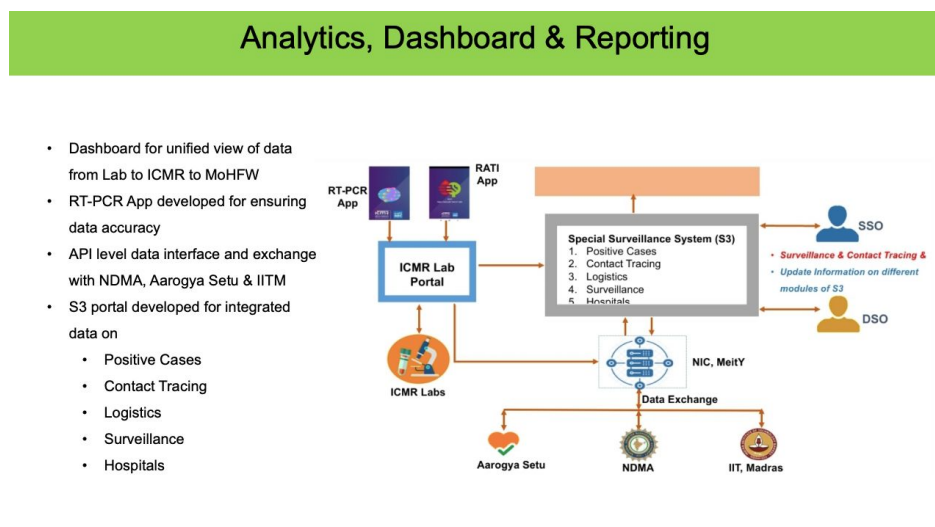 Analytics, Dashboard & Reporting
• Dashboard for unified view of data
from Lab to ICMR to MoHFW
• RT-PCR App developed for ensuring
data accuracy
• API level data interface and exchange
with NDMA, Aarogya Setu & IITM
• S3 portal developed for integrated
data on
• Positive Cases
• Contact Tracing
• Logistics
• Surveillance
• Hospitals
RT-PCR
App
RATI
App
ICMR Lab
Portal
ICMR Labs
Special Surveillance System (S3)
1. Positive Cases
2. Contact Tracing
3. Logistics
4. Surveillance
5. Hospitals
SSO
• Surveillance & Contact Tracing &
• Update Information on different
modules of S3
DSO
NIC, MeitY
Data Exchange
Aarogya Setu
NDMA
IIT, Madras